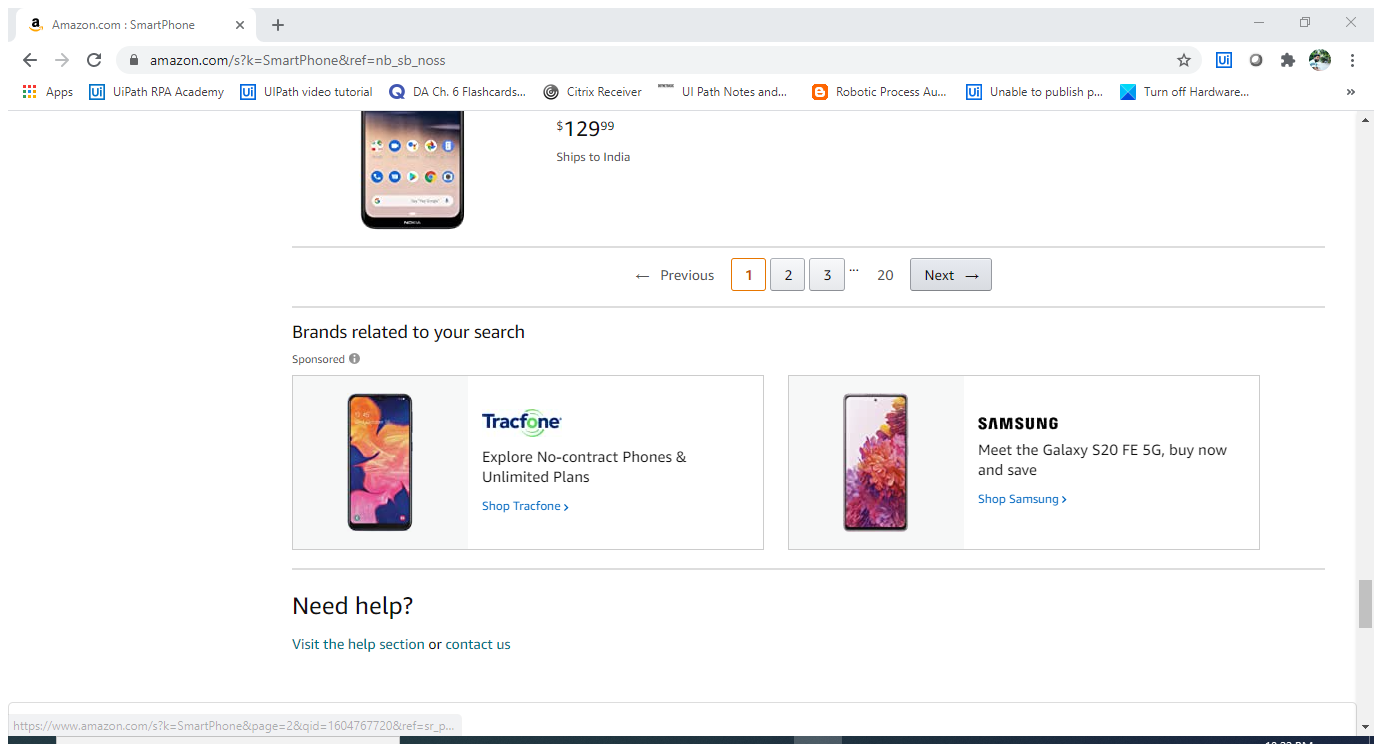 Amazon.com : SmartPhone
amazon.com/s?k=SmartPhone&ref=nb_sb_noss
Apps UiPath RPA Academy UIPath video tutorial DA Ch. 6 Flashcards... Citrix Receiver UI Path Notes and... Robotic Process Au... Unable to publish p... Turn off Hardware... »
$129.99
Ships to India
NOKIA
← Previous 1 2 3 ... 20 Next →
Brands related to your search
Sponsored
Tracfone
Explore No-contract Phones &
Unlimited Plans
Shop Tracfone ›
SAMSUNG
Meet the Galaxy S20 FE 5G, buy now
and save
Shop Samsung ›
Need help?
Visit the help section or contact us
https://www.amazon.com/s?k=SmartPhone&page=2&qid=1604767720&ref=sr_p...